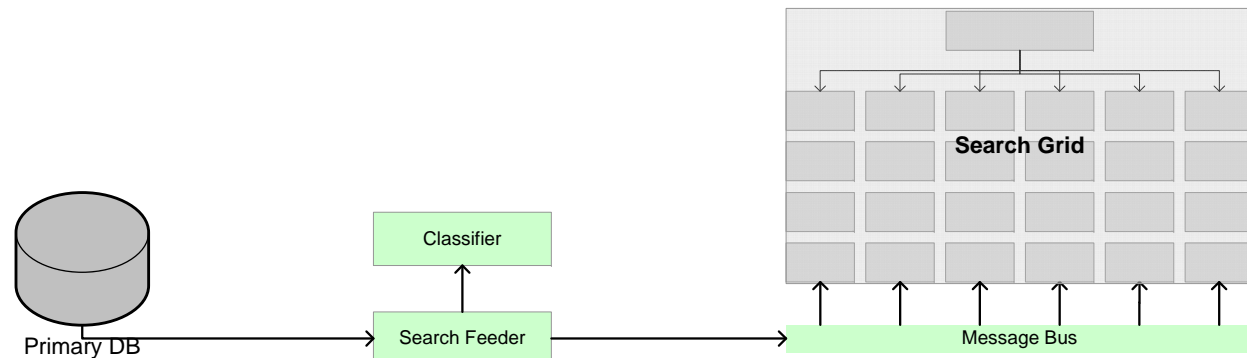 Search Grid
Classifier
Primary DB
Search Feeder
Message Bus